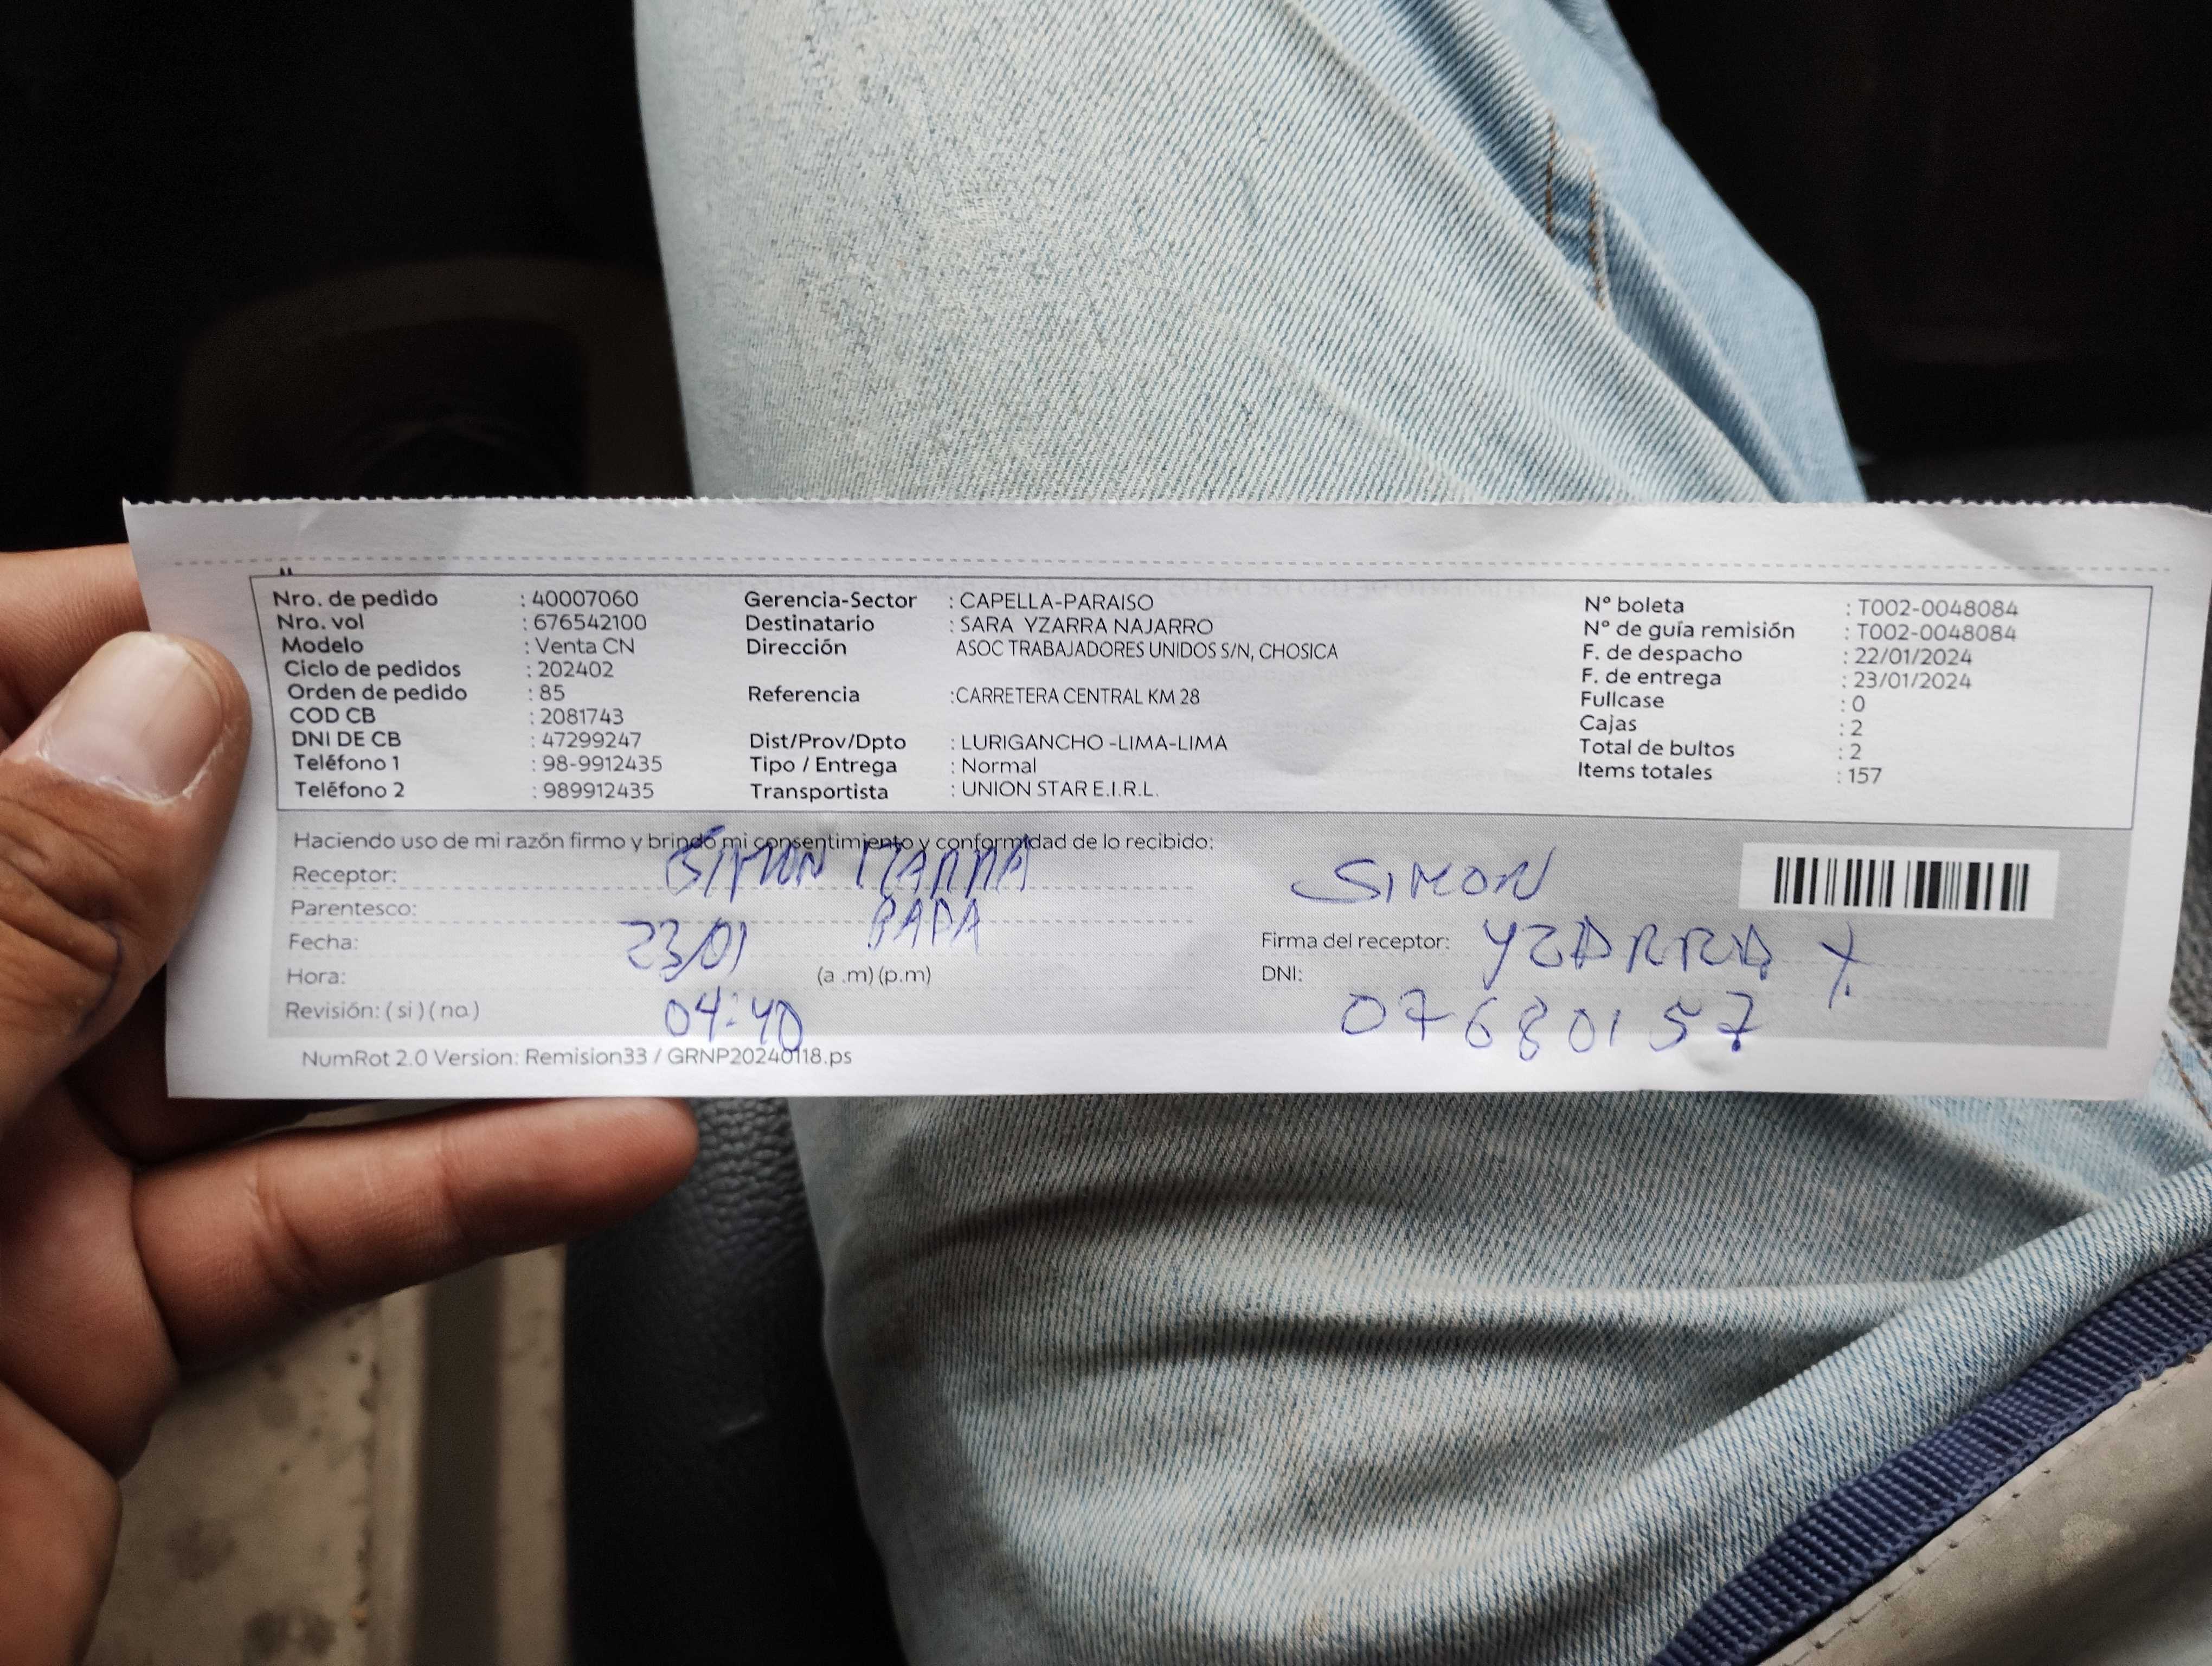 Nro. de pedido : 40007060
Nro. vol : 676542100
Modelo : Venta CN
Ciclo de pedidos : 202402
Orden de pedido : 85
COD CB : 2081743
DNI DE CB : 47299247
Teléfono 1 : 98-9912435
Teléfono 2 : 989912435
Gerencia-Sector : CAPELLA-PARAISO
Destinatario : SARA YZARRA NAJARRO
Dirección ASOC TRABAJADORES UNIDOS S/N, CHOSICA
Referencia :CARRETERA CENTRAL KM 28
Dist/Prov/Dpto : LURIGANCHO -LIMA-LIMA
Tipo / Entrega : Normal
Transportista : UNION STAR E.I.R.L.
Nº boleta : T002-0048084
Nº de guía remisión : T002-0048084
F. de despacho : 22/01/2024
F. de entrega : 23/01/2024
Fullcase : 0
Cajas : 2
Total de bultos : 2
Items totales : 157
Haciendo uso de mi razón firmo y brindo mi consentimiento y conformidad de lo recibido:
Receptor: SIMON
Parentesco: PAPA
Fecha: 23/01
Hora: (a .m) (p.m)
04:40
Revisión: ( si ) ( no )
SIMON
Firma del receptor: YZARRA Y.
DNI: 07680157
NumRot 2.0 Version: Remision33 / GRNP20240118.ps